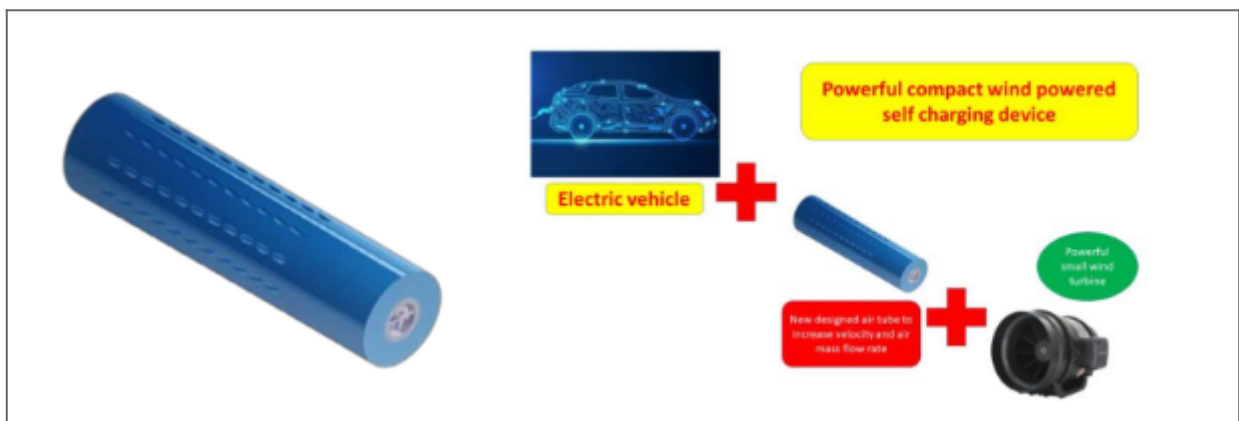 Powerful compact wind powered
self charging device
Electric vehicle
Powerful
small wind
turbine
New designed air tube to
increase velocity and air
mass flow rate